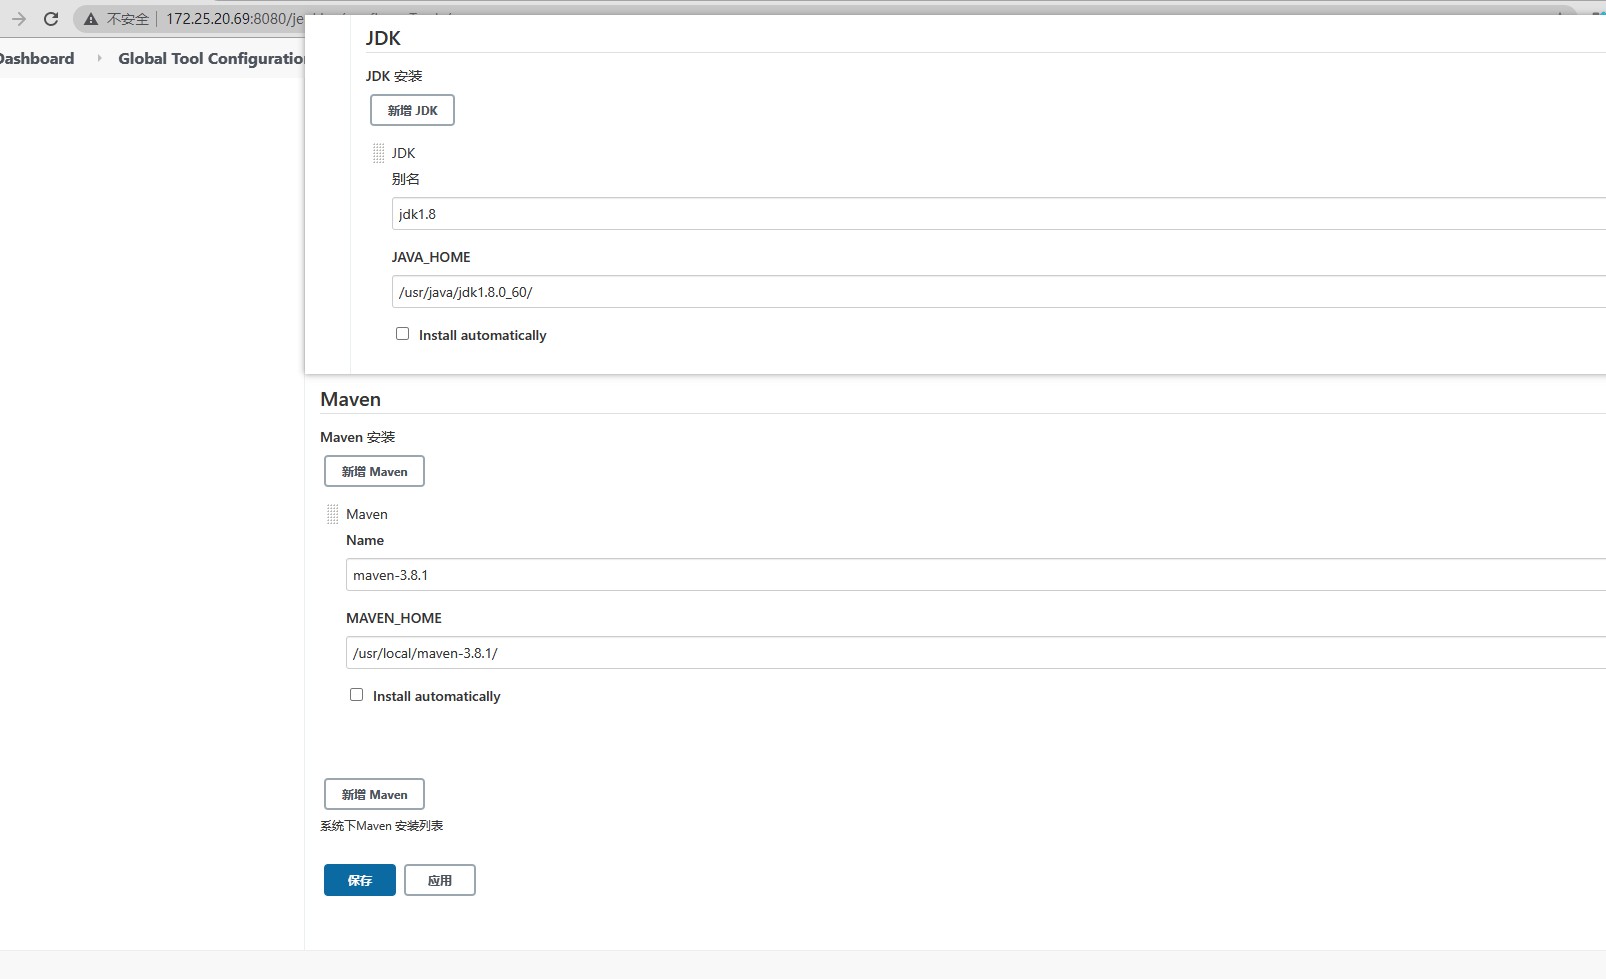 不安全 172.25.20.69:8080/je
Dashboard Global Tool Configuration
JDK
JDK 安装
新增 JDK
JDK
别名
jdk1.8
JAVA_HOME
/usr/java/jdk1.8.0_60/
Install automatically
Maven
Maven 安装
新增 Maven
Maven
Name
maven-3.8.1
MAVEN_HOME
/usr/local/maven-3.8.1/
Install automatically
新增 Maven
系统下Maven 安装列表
保存 应用